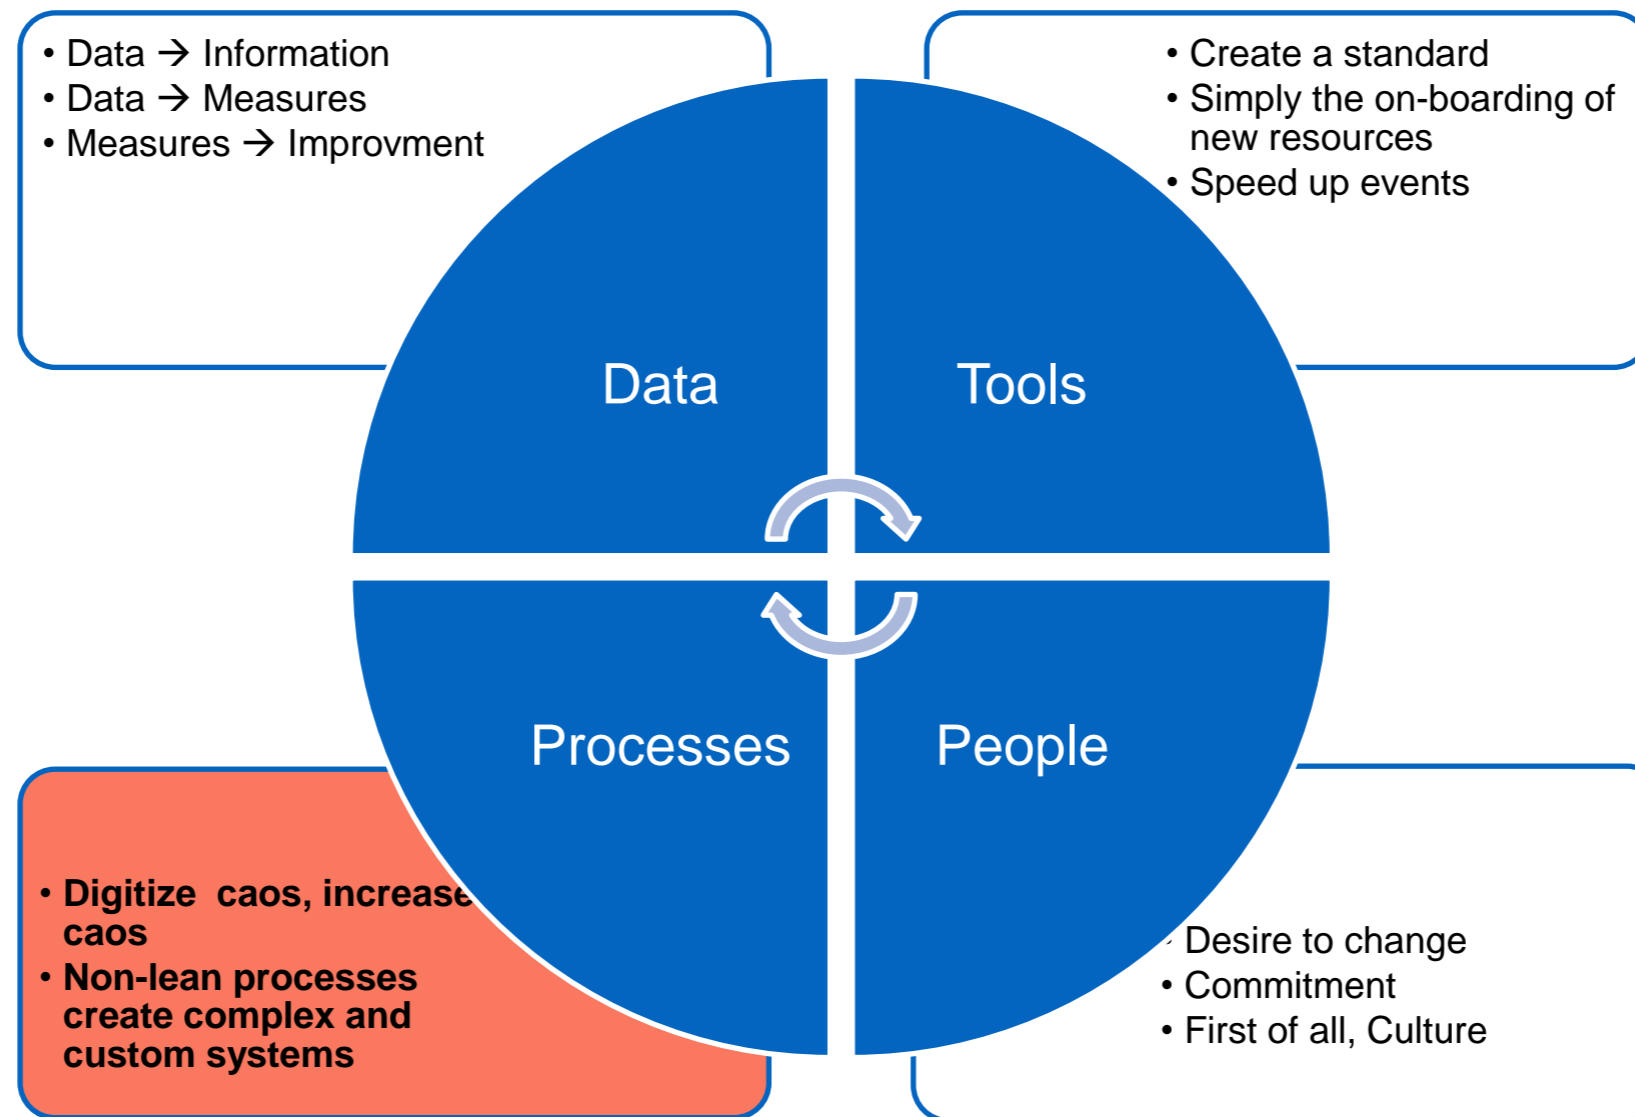 • Data → Information
• Data → Measures
• Measures → Improvment
• Create a standard
• Simply the on-boarding of
new resources
• Speed up events
Data
Tools
Processes
People
• Digitize caos, increase
caos
• Non-lean processes
create complex and
custom systems
• Desire to change
• Commitment
• First of all, Culture